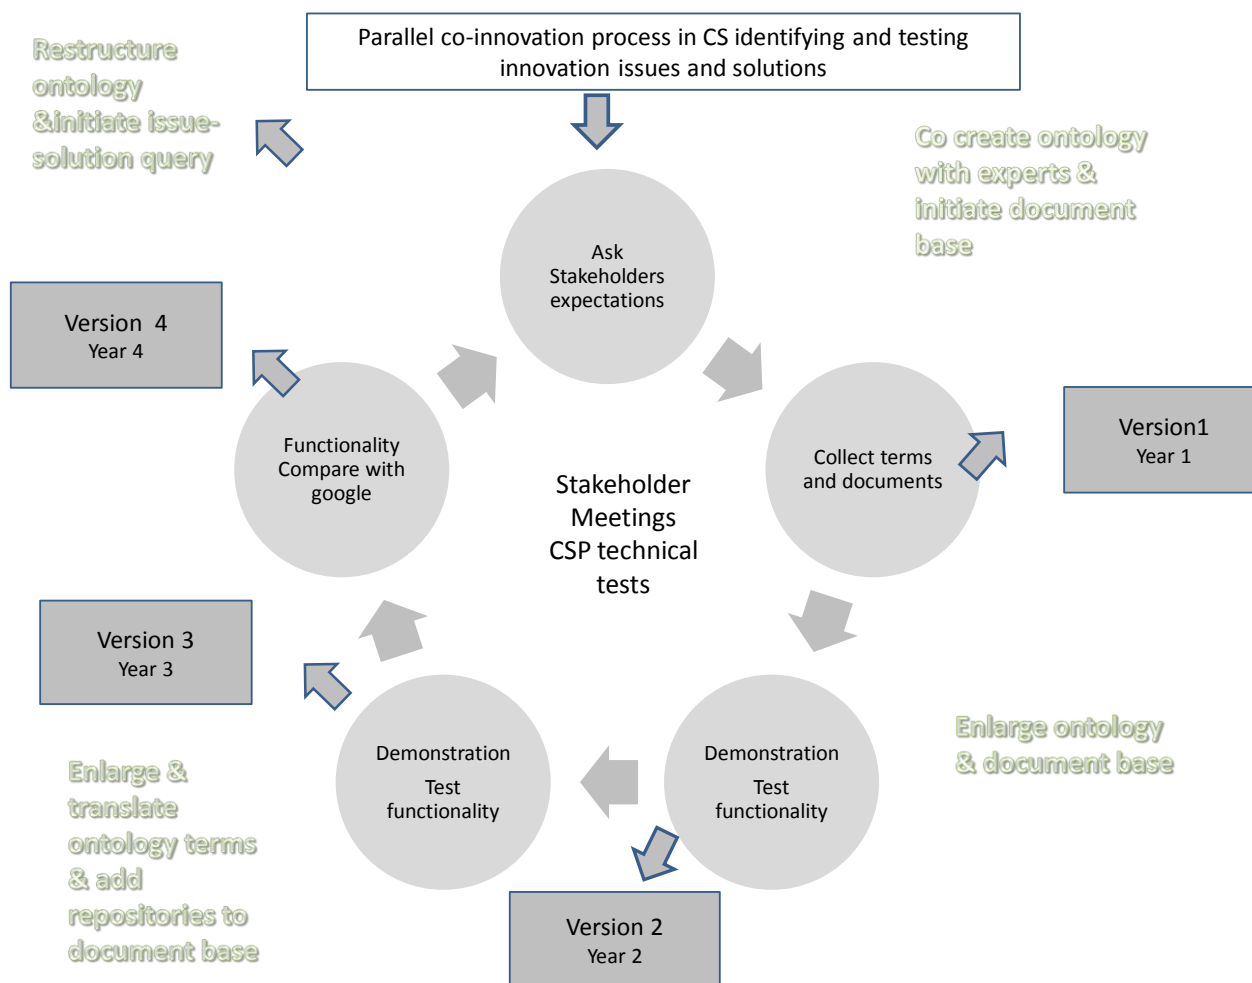 Parallel co-innovation process in CS identifying and testing
innovation issues and solutions
Restructure
ontology
&initiate issue-
solution query
Co create ontology
with experts &
initiate document
base
Ask
Stakeholders
expectations
Version 4
Year 4
Functionality
Compare with
google
Collect terms
and documents
Version1
Year 1
Stakeholder
Meetings
CSP technical
tests
Version 3
Year 3
Demonstration
Test
functionality
Demonstration
Test
functionality
Enlarge ontology
& document base
Enlarge &
translate
ontology terms
& add
repositories to
document base
Version 2
Year 2